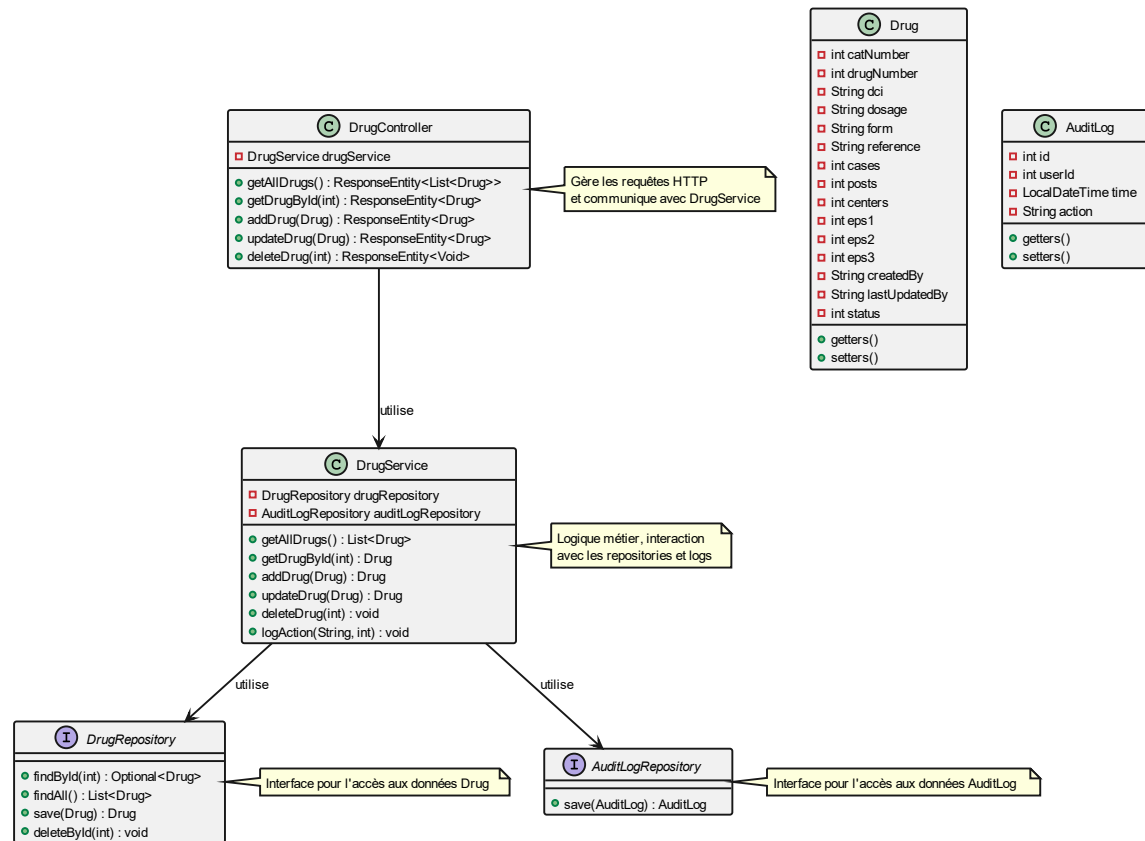 C DrugController
DrugService drugService
getAllDrugs() : ResponseEntity<List<Drug>>
getDrugById(int) : ResponseEntity<Drug>
addDrug(Drug) : ResponseEntity<Drug>
updateDrug(Drug) : ResponseEntity<Drug>
deleteDrug(int) : ResponseEntity<Void>
Gère les requêtes HTTP
et communique avec DrugService
C Drug
int catNumber
int drugNumber
String dci
String dosage
String form
String reference
int cases
int posts
int centers
int eps1
int eps2
int eps3
String createdBy
String lastUpdatedBy
int status
getters()
setters()
C AuditLog
int id
int userId
LocalDateTime time
String action
getters()
setters()
utilise
C DrugService
DrugRepository drugRepository
AuditLogRepository auditLogRepository
getAllDrugs() : List<Drug>
getDrugById(int) : Drug
addDrug(Drug) : Drug
updateDrug(Drug) : Drug
deleteDrug(int) : void
logAction(String, int) : void
Logique métier, interaction
avec les repositories et logs
utilise
utilise
I DrugRepository
findById(int) : Optional<Drug>
findAll() : List<Drug>
save(Drug) : Drug
deleteById(int) : void
Interface pour l'accès aux données Drug
I AuditLogRepository
save(AuditLog) : AuditLog
Interface pour l'accès aux données AuditLog